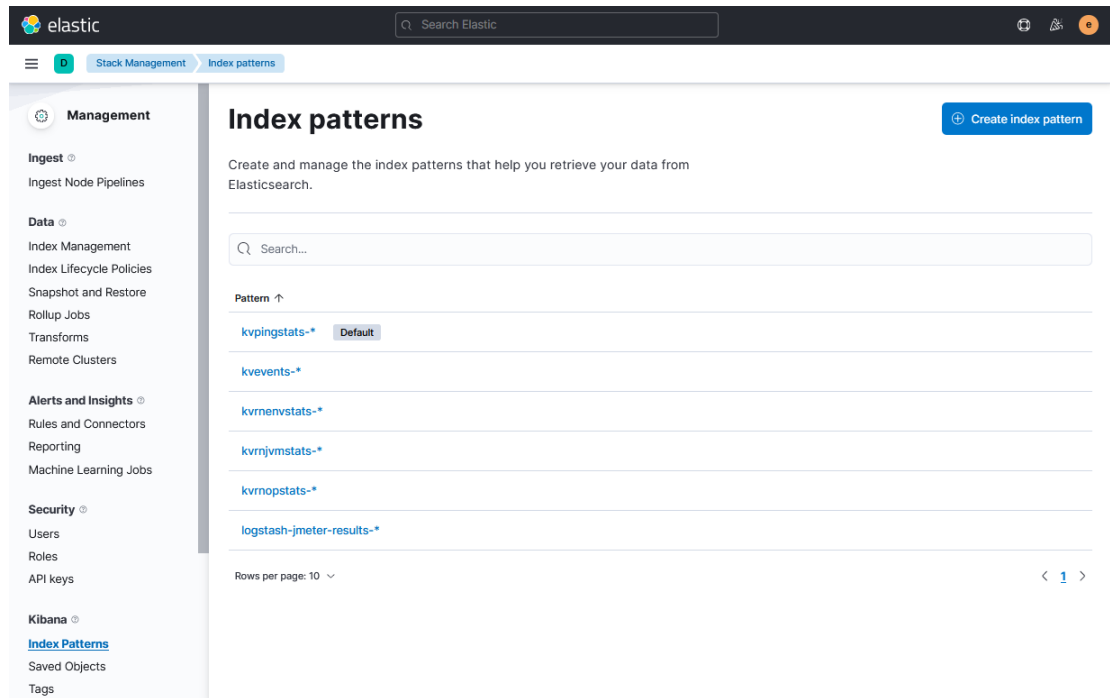 elastic
Search Elastic
e
D
Stack Management
Index patterns
Management
Ingest
Ingest Node Pipelines
Data
Index Management
Index Lifecycle Policies
Snapshot and Restore
Rollup Jobs
Transforms
Remote Clusters
Alerts and Insights
Rules and Connectors
Reporting
Machine Learning Jobs
Security
Users
Roles
API keys
Kibana
Index Patterns
Saved Objects
Tags
Index patterns
Create index pattern
Create and manage the index patterns that help you retrieve your data from
Elasticsearch.
Search...
Pattern
kvpingstats-* Default
kvevents-*
kvrnenvstats-*
kvrnjvmstats-*
kvrnopstats-*
logstash-jmeter-results-*
Rows per page: 10
1